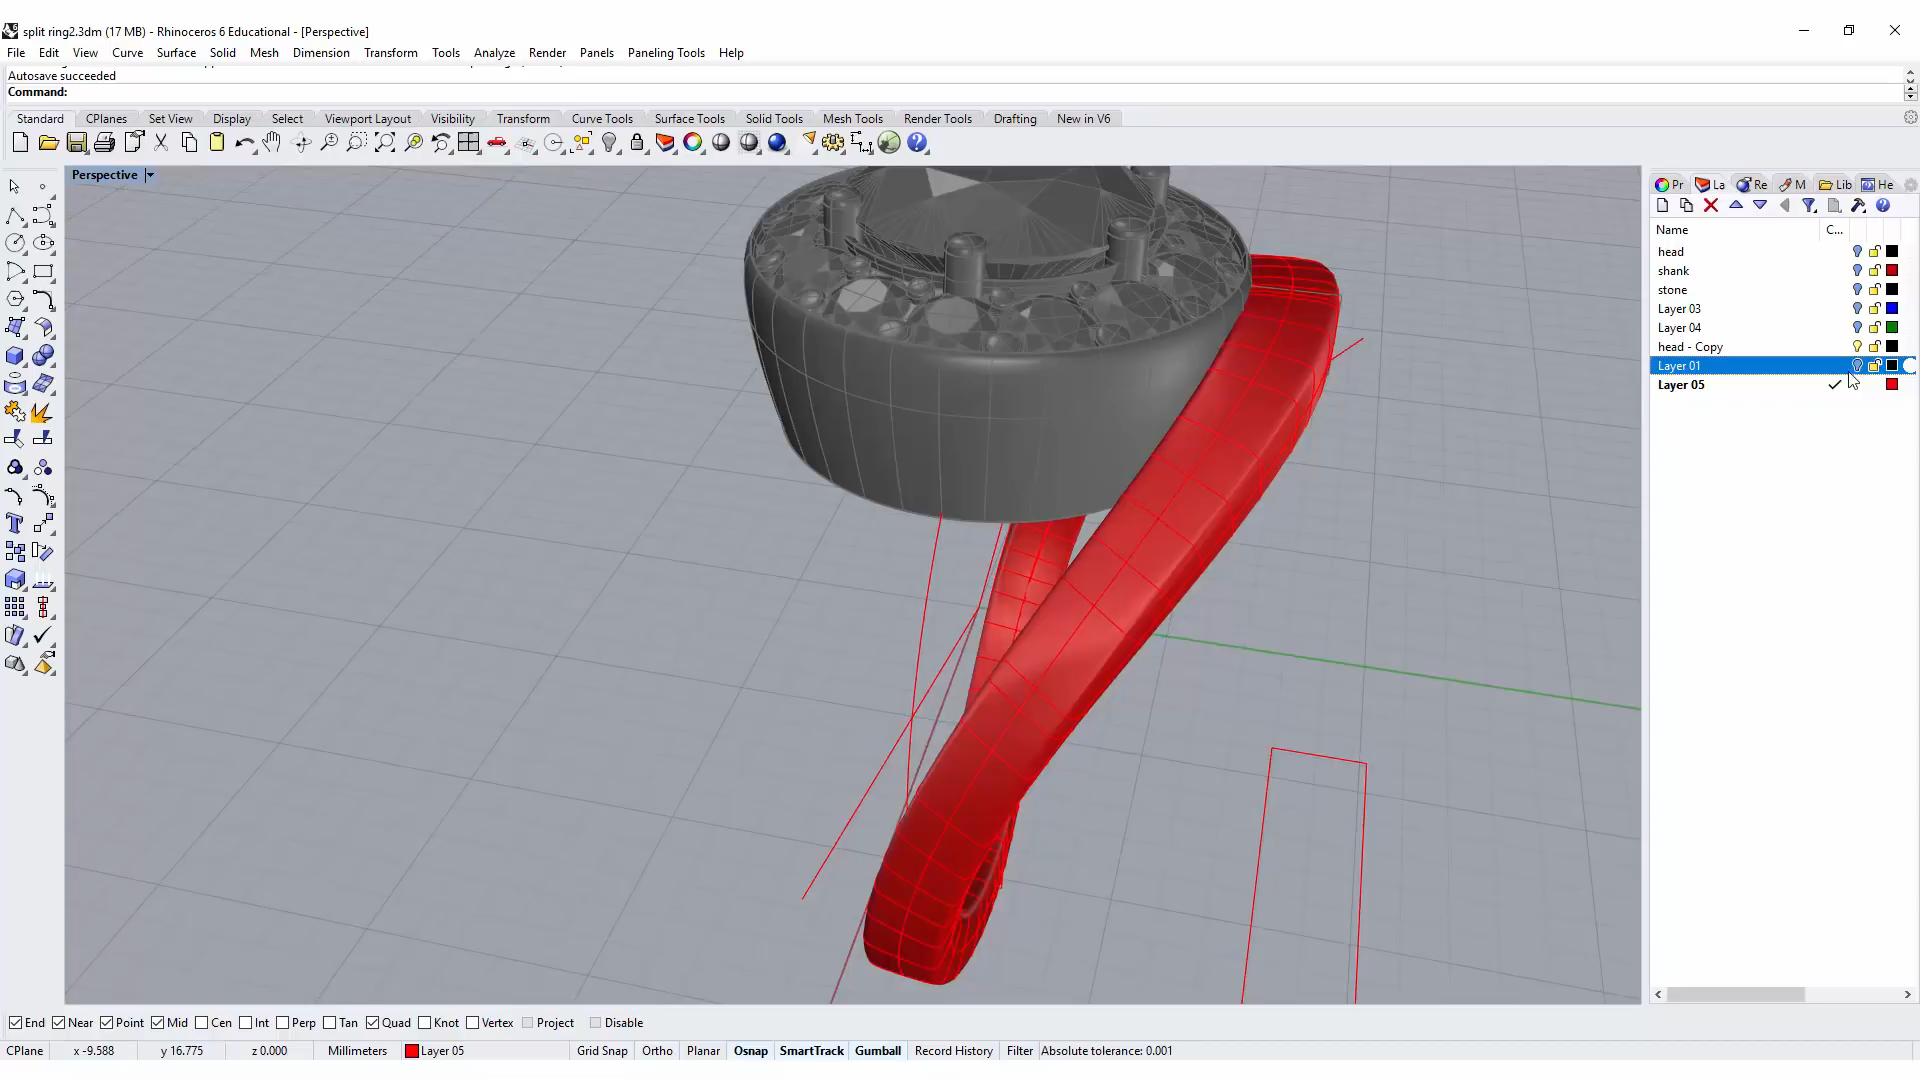 split ring2.3dm (17 MB) - Rhinoceros 6 Educational - [Perspective]
File Edit View Curve Surface Solid Mesh Dimension Transform Tools Analyze Render Panels Paneling Tools Help
Autosave succeeded
Command:
Standard CPlanes Set View Display Select Viewport Layout Visibility Transform Curve Tools Surface Tools Solid Tools Mesh Tools Render Tools Drafting New in V6
Perspective
Pr La Re M Lib He
Name C...
head
shank
stone
Layer 03
Layer 04
head - Copy
Layer 01
Layer 05
End Near Point Mid Cen Int Perp Tan Quad Knot Vertex Project Disable
CPlane x -9.588 y 16.775 z 0.000 Millimeters Layer 05 Grid Snap Ortho Planar Osnap SmartTrack Gumball Record History Filter Absolute tolerance: 0.001